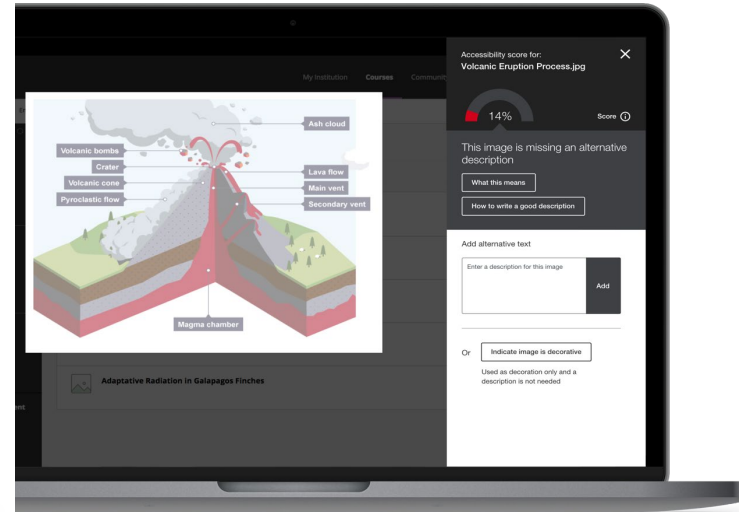 My Institution Courses Community
Ash cloud
Volcanic bombs
Crater
Volcanic cone
Pyroclastic flow
Lava flow
Main vent
Secondary vent
Magma chamber
Adaptative Radiation in Galapagos Finches
Accessibility score for:
Volcanic Eruption Process.jpg
14%
Score
This image is missing an alternative
description
What this means
How to write a good description
Add alternative text
Enter a description for this image
Add
Or
Indicate image is decorative
Used as decoration only and a
description is not needed